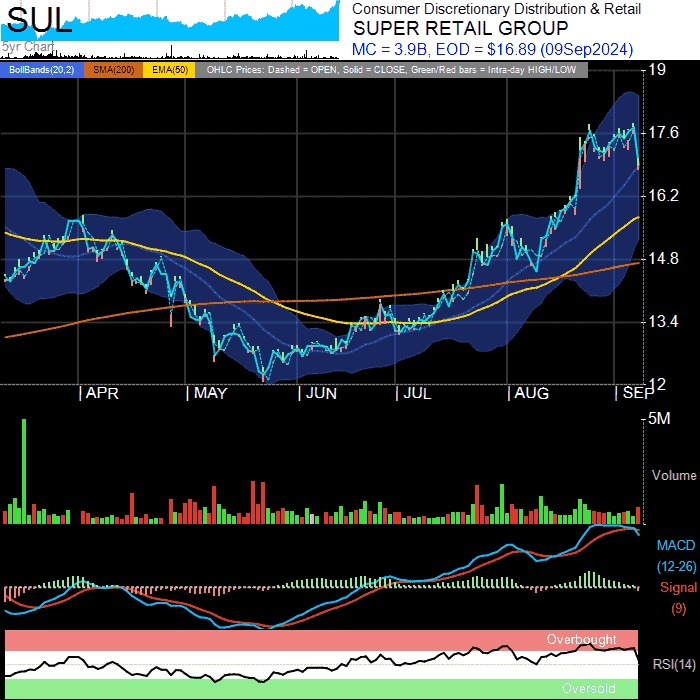 SUL
5yr Chart
Consumer Discretionary Distribution & Retail
SUPER RETAIL GROUP
MC = 3.9B, EOD = $16.89 (09Sep2024)
BollBands(20,2) SMA(200) EMA(50) OHLC Prices: Dashed = OPEN, Solid = CLOSE, Green/Red bars = Intra-day HIGH/LOW
19
17.6
16.2
14.8
13.4
12
APR MAY JUN JUL AUG SEP
5M
Volume
MACD
(12-26)
Signal
(9)
Overbought
RSI(14)
Oversold